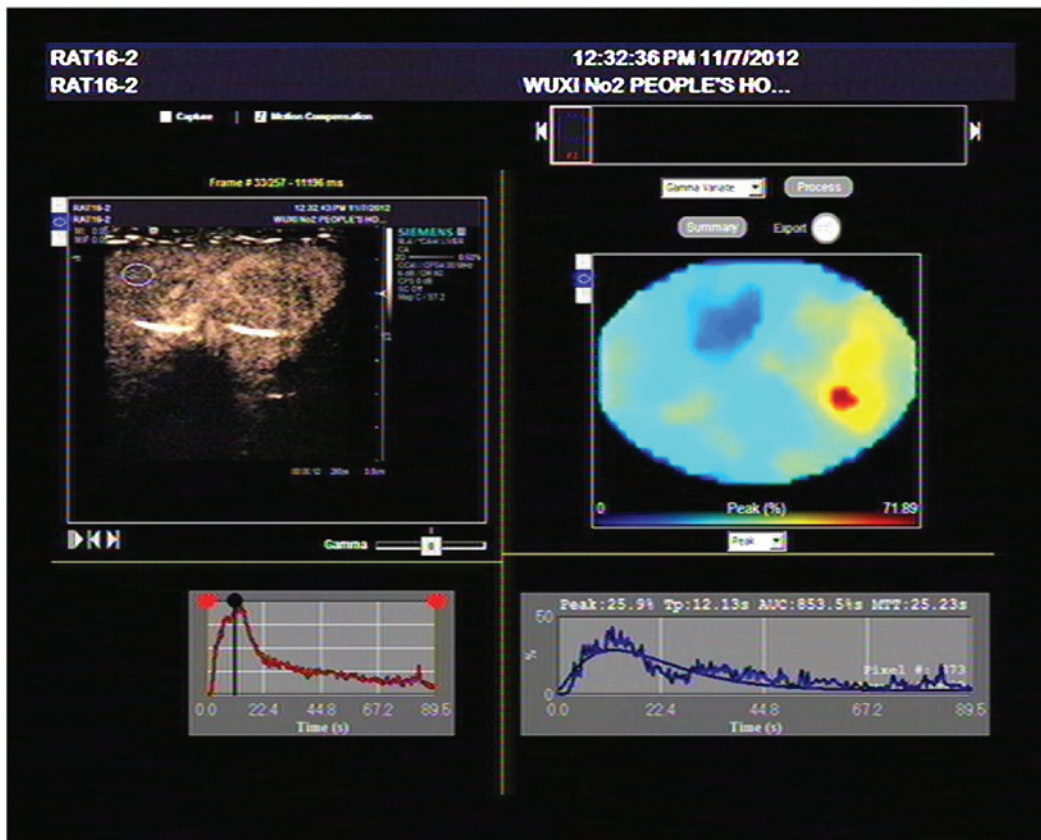 RAT16-2 12:32:36 PM 11/7/2012
RAT16-2 WUXI No2 PEOPLE'S HO...
Capture | Motion Compensation
Frame # 33/257 - 11196 ms
Gamma Variate Process
Summary Export
RAT16-2 12:32:43 PM 11/7/2012
RAT16-2 WUXI No2 PEOPLE'S HO...
SIEMENS
0 Peak (%) 71.89
Peak
Gamma
Peak:25.9% Tp:12.13s AUC:853.5%s MTT:25.23s
50
%
0
0.0 22.4 44.8 67.2 89.5
Time (s)
0.0 22.4 44.8 67.2 89.5
Time (s)